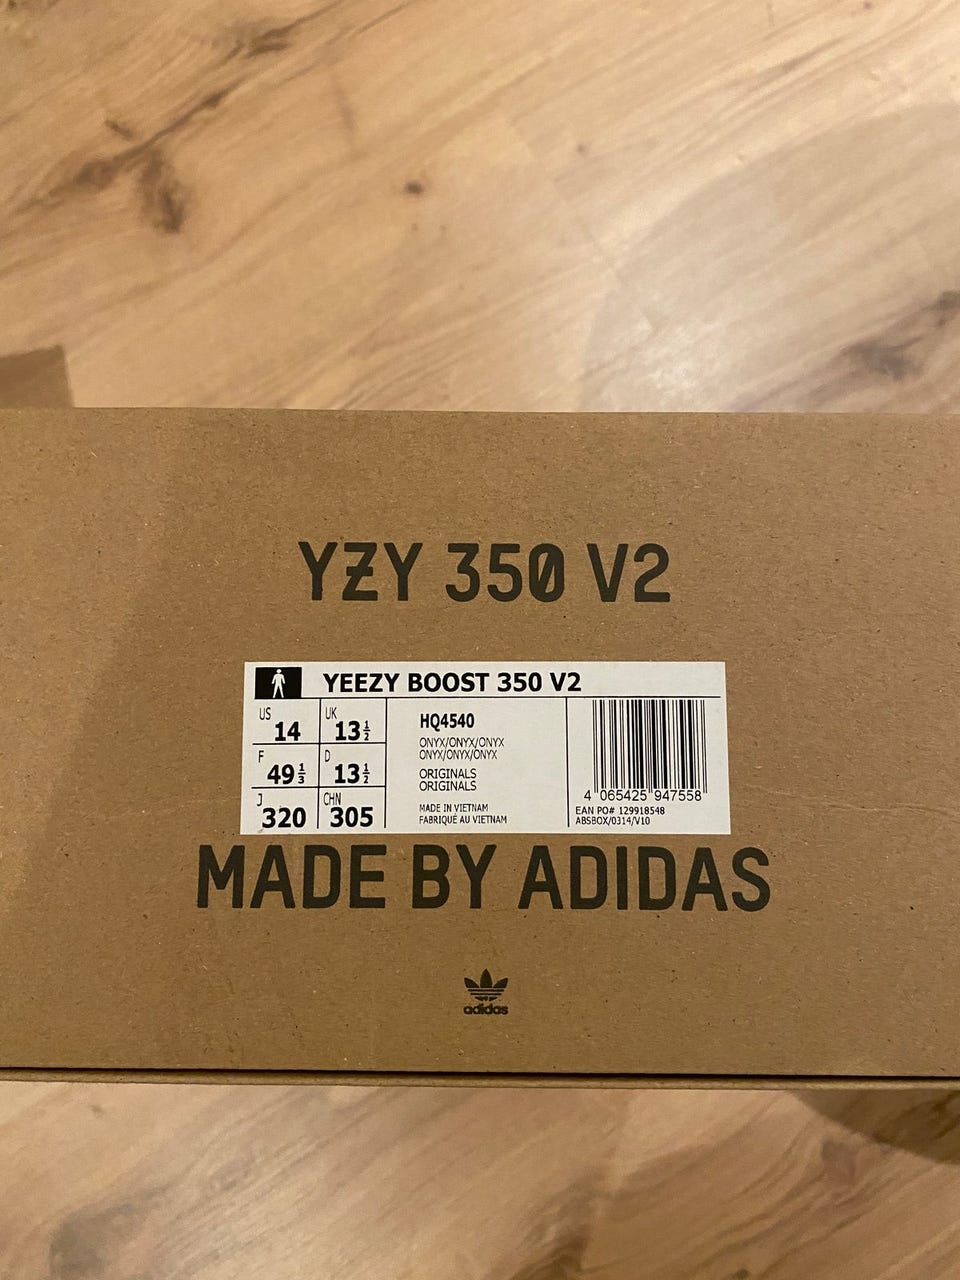 YZY 350 V2
YEEZY BOOST 350 V2
US 14 UK 13½
F 49⅓ D 13½
J 320 CHN 305
HQ4540
ONYX/ONYX/ONYX
ONYX/ONYX/ONYX
ORIGINALS
ORIGINALS
MADE IN VIETNAM
FABRIQUÉ AU VIETNAM
4 065425 947558
EAN PO# 129918548
ABSBOX/0314/V10
MADE BY ADIDAS
adidas